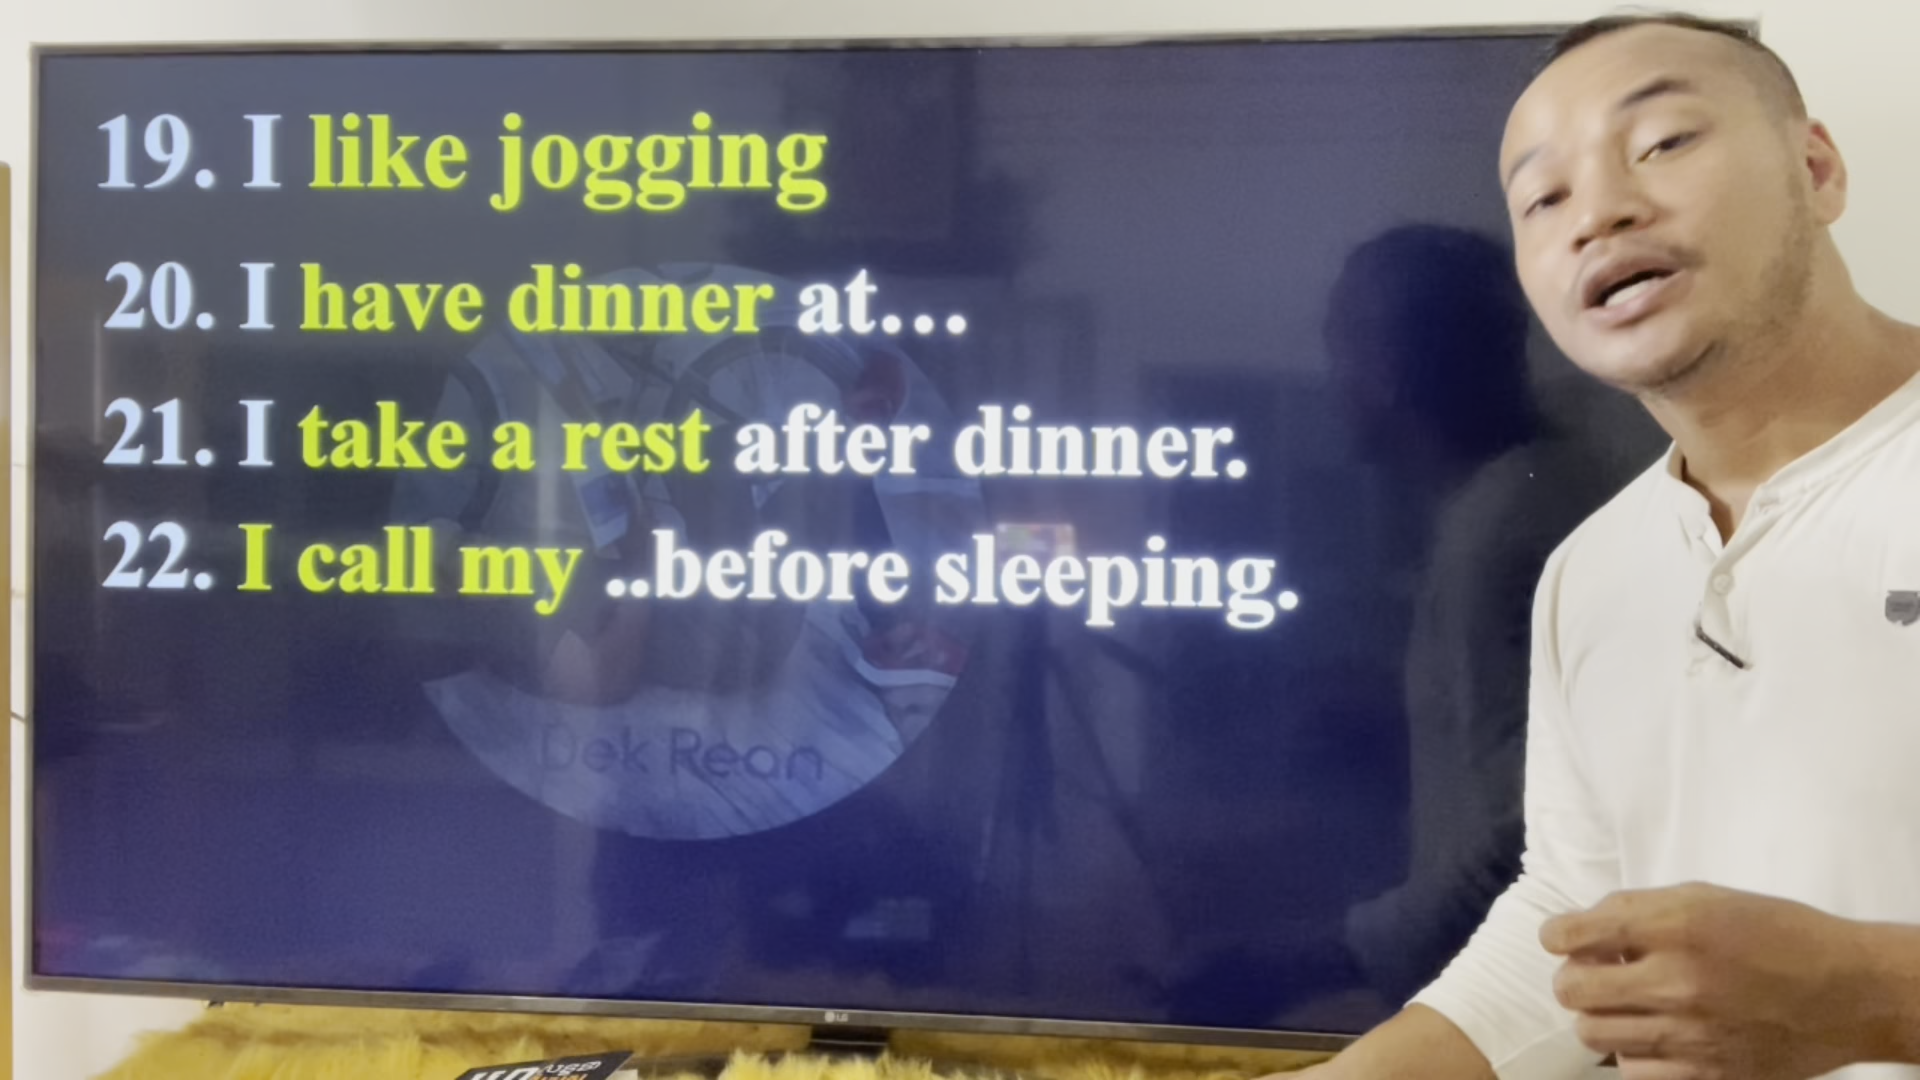 19. I like jogging
20. I have dinner at...
21. I take a rest after dinner.
22. I call my ..before sleeping.
Dek Rean
LG